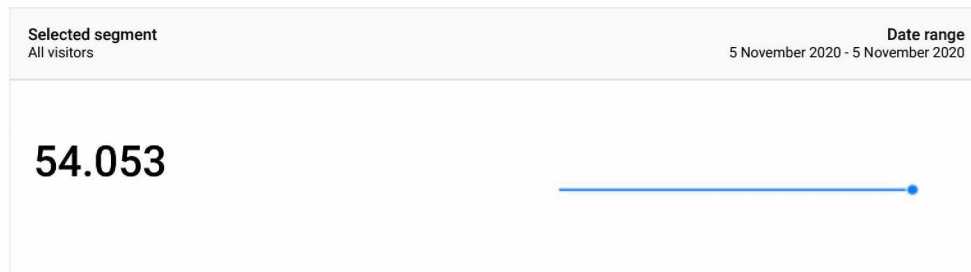 Selected segment
All visitors
Date range
5 November 2020 - 5 November 2020
54.053